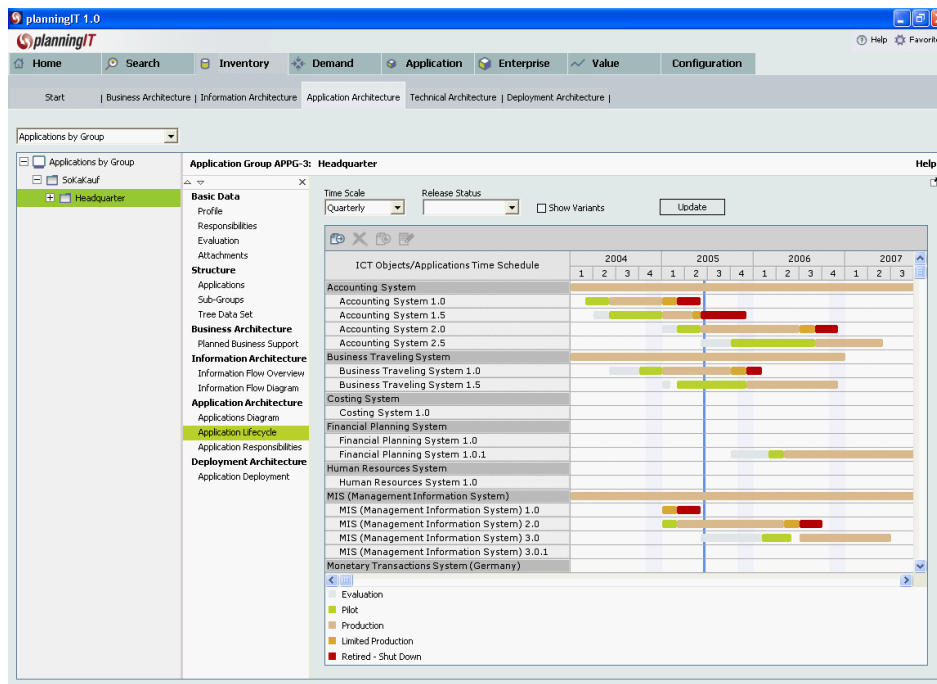 planningIT 1.0
planningIT
Help Favorit
Home Search Inventory Demand Application Enterprise Value Configuration
Start | Business Architecture | Information Architecture Application Architecture Technical Architecture | Deployment Architecture |
Applications by Group
Applications by Group
SoKaKauf
Headquarter
Application Group APPG-3: Headquarter
Help
Basic Data
Profile
Responsibilities
Evaluation
Attachments
Structure
Applications
Sub-Groups
Tree Data Set
Business Architecture
Planned Business Support
Information Architecture
Information Flow Overview
Information Flow Diagram
Application Architecture
Applications Diagram
Application Lifecycle
Application Responsibilities
Deployment Architecture
Application Deployment
Time Scale
Release Status
Quarterly
Show Variants
Update
ICT Objects/Applications Time Schedule
2004 2005 2006 2007
1 2 3 4 1 2 3 4 1 2 3 4 1 2 3
Accounting System
Accounting System 1.0
Accounting System 1.5
Accounting System 2.0
Accounting System 2.5
Business Traveling System
Business Traveling System 1.0
Business Traveling System 1.5
Costing System
Costing System 1.0
Financial Planning System
Financial Planning System 1.0
Financial Planning System 1.0.1
Human Resources System
Human Resources System 1.0
MIS (Management Information System)
MIS (Management Information System) 1.0
MIS (Management Information System) 2.0
MIS (Management Information System) 3.0
MIS (Management Information System) 3.0.1
Monetary Transactions System (Germany)
Evaluation
Pilot
Production
Limited Production
Retired - Shut Down